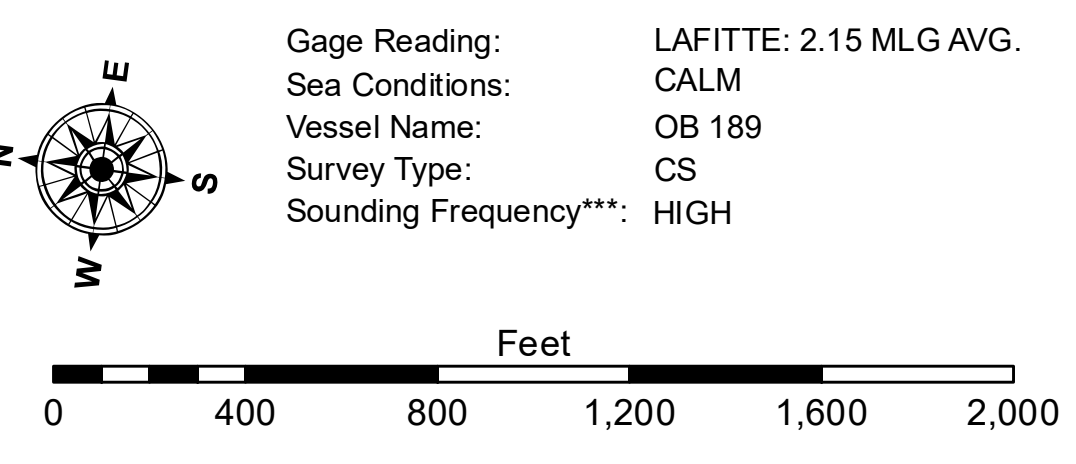 Gage Reading: LAFITTE: 2.15 MLG AVG.
Sea Conditions: CALM
Vessel Name: OB 189
Survey Type: CS
Sounding Frequency***: HIGH
E
N
S
W
Feet
0 400 800 1,200 1,600 2,000